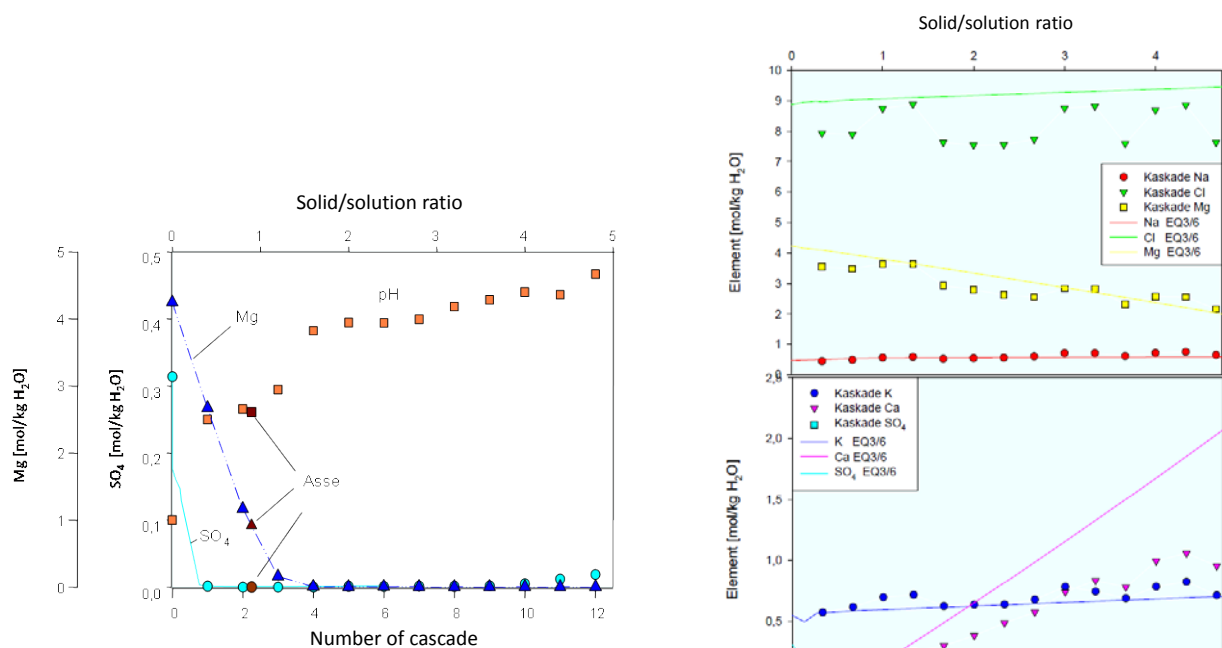 Solid/solution ratio
0 1 2 3 4 5
5
4
3
2
1
0
Mg [mol/kg H₂O]
0,5
0,4
0,3
0,2
0,1
0,0
SO₄ [mol/kg H₂O]
pH
Mg
Asse
SO₄
0 2 4 6 8 10 12
Number of cascade
Solid/solution ratio
0 1 2 3 4
10
9
8
7
6
5
4
3
2
1
0
Element [mol/kg H₂O]
Kaskade Na
Kaskade Cl
Kaskade Mg
Na EQ3/6
Cl EQ3/6
Mg EQ3/6
2,0
1,5
1,0
0,5
Element [mol/kg H₂O]
Kaskade K
Kaskade Ca
Kaskade SO₄
K EQ3/6
Ca EQ3/6
SO₄ EQ3/6